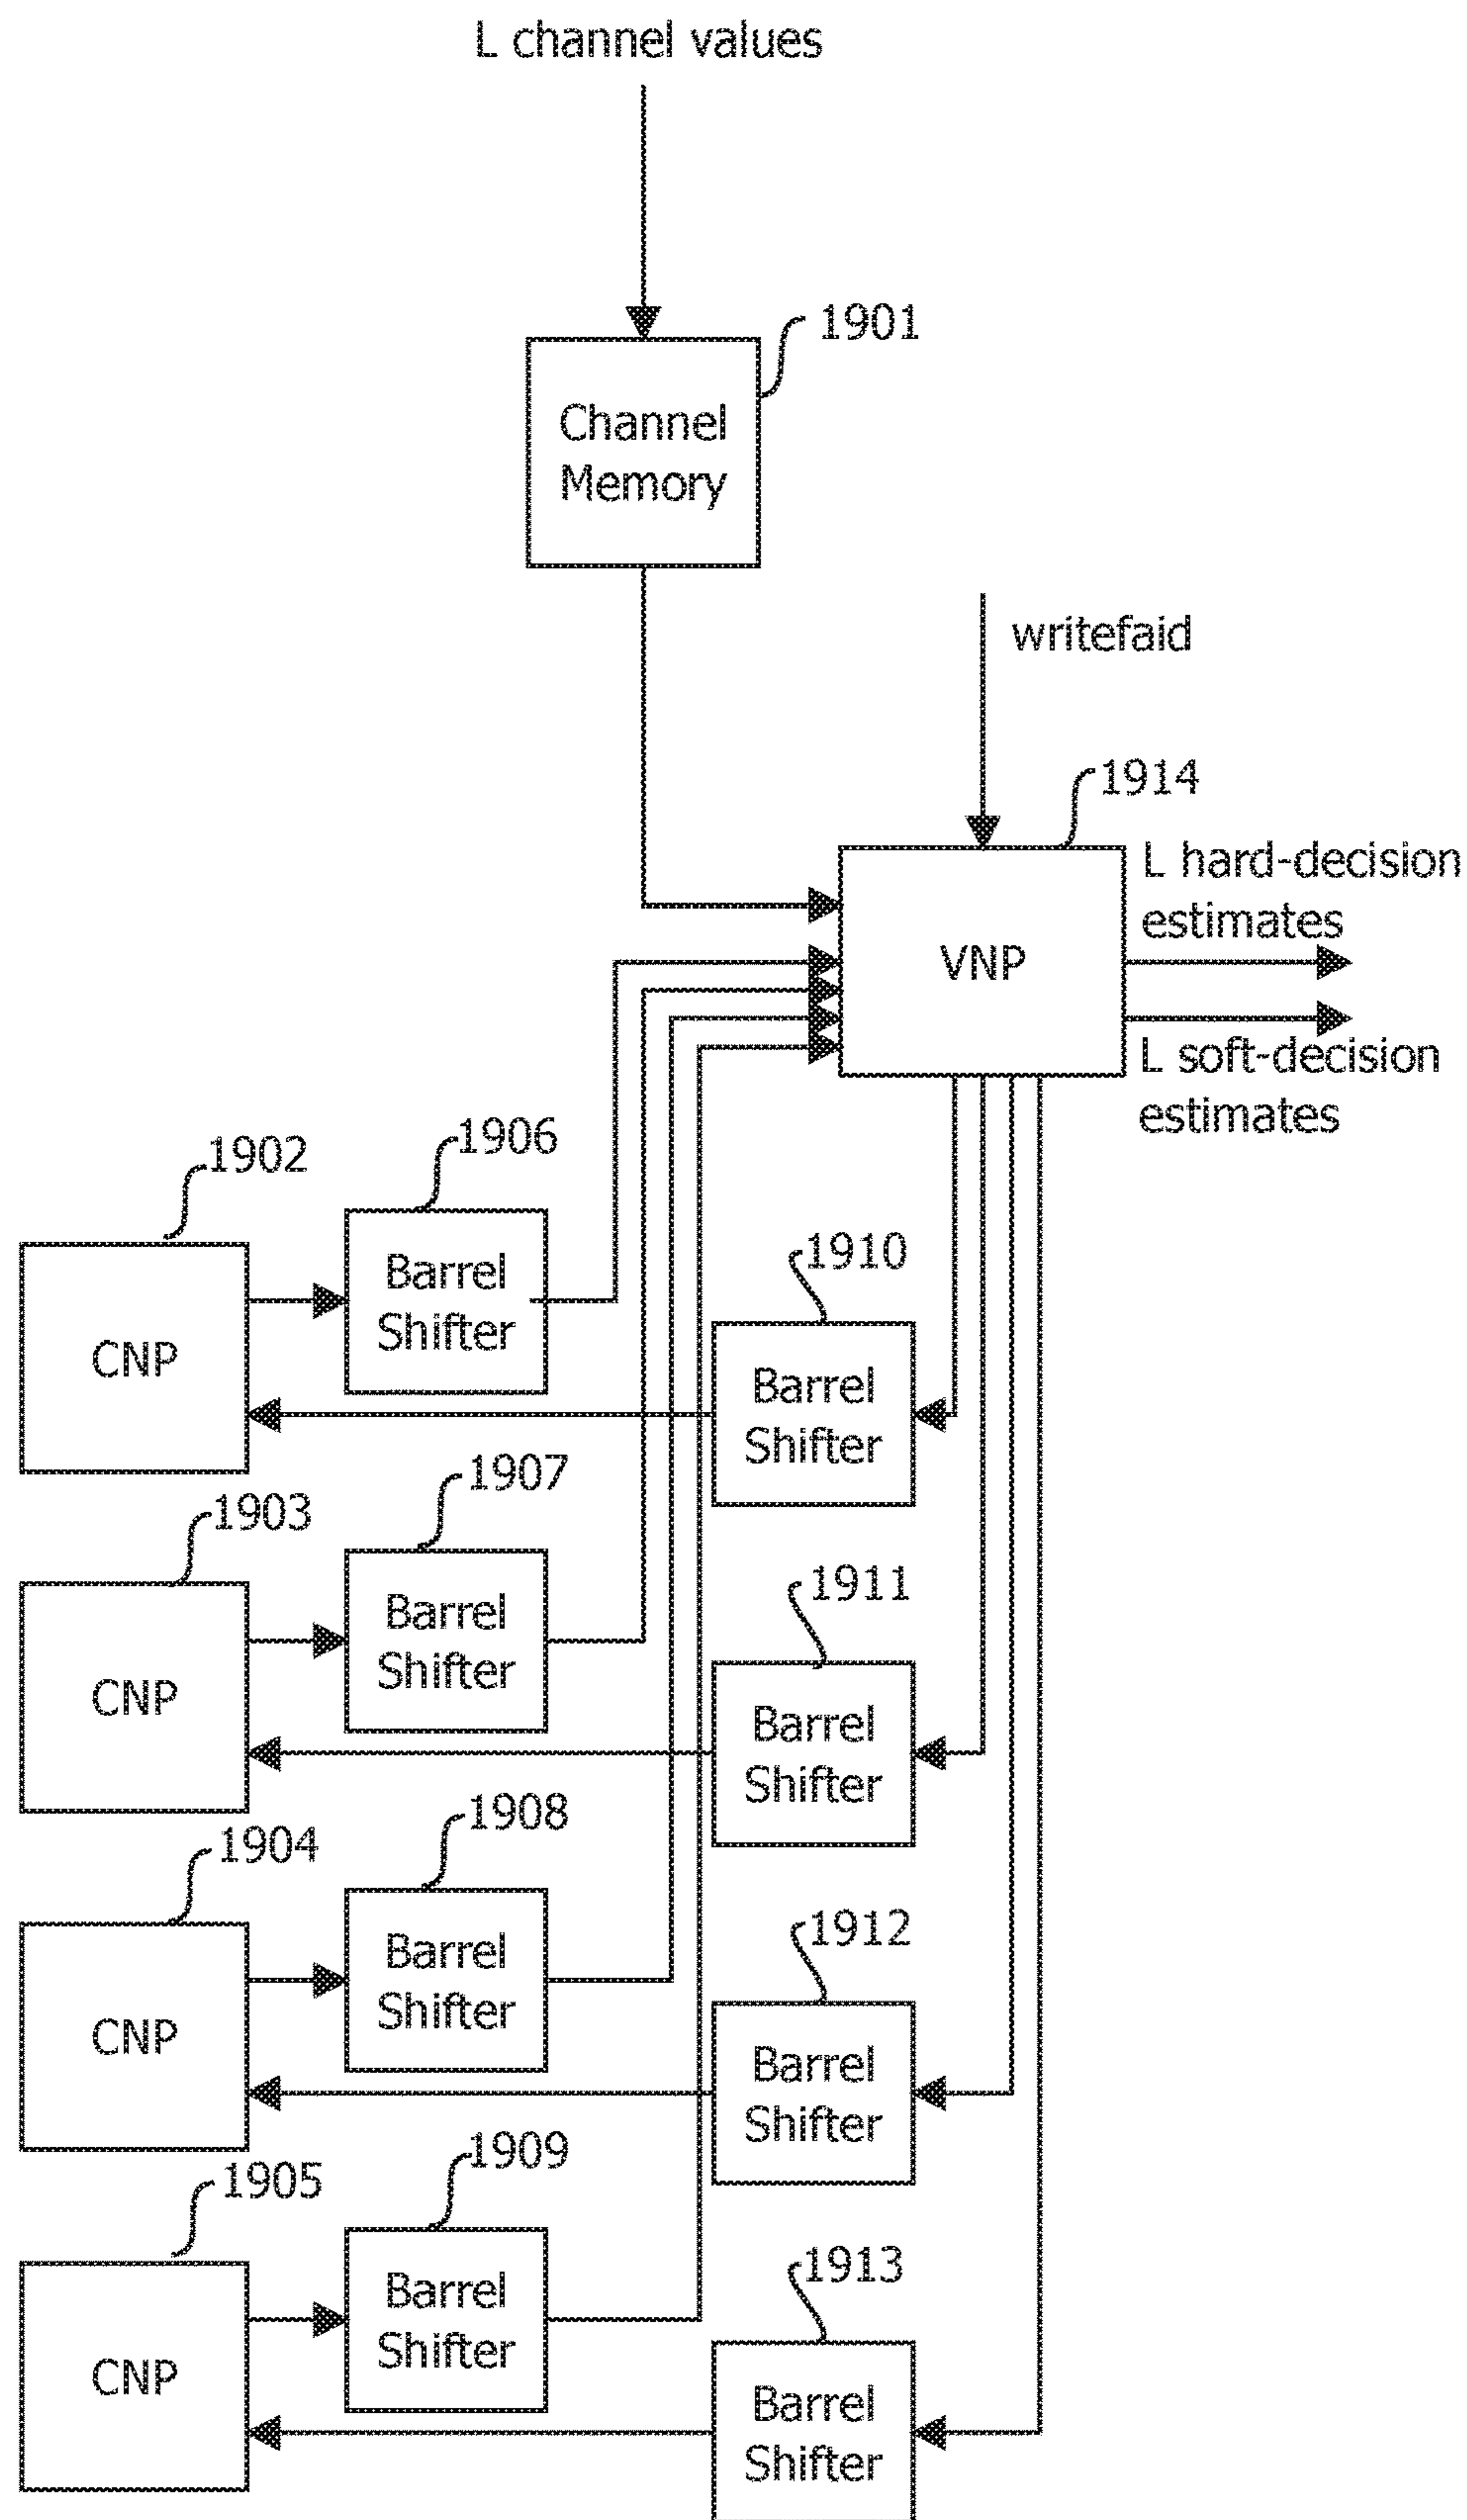 L channel values
1901
Channel
Memory
writefaid
1914
L hard-decision
estimates
VNP
L soft-decision
estimates
1902
1906
Barrel
Shifter
CNP
1910
Barrel
Shifter
1903
1907
Barrel
Shifter
CNP
1911
Barrel
Shifter
1904
1908
Barrel
Shifter
CNP
1912
Barrel
Shifter
1905
1909
Barrel
Shifter
CNP
1913
Barrel
Shifter